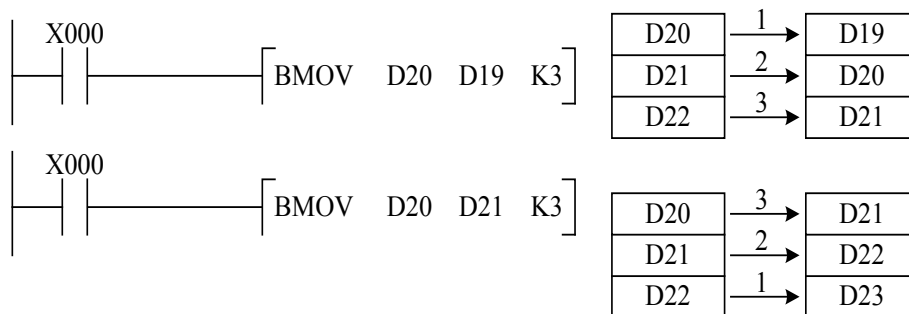 X000
BMOV D20 D19 K3
D20 1 D19
D21 2 D20
D22 3 D21
X000
BMOV D20 D21 K3
D20 3 D21
D21 2 D22
D22 1 D23